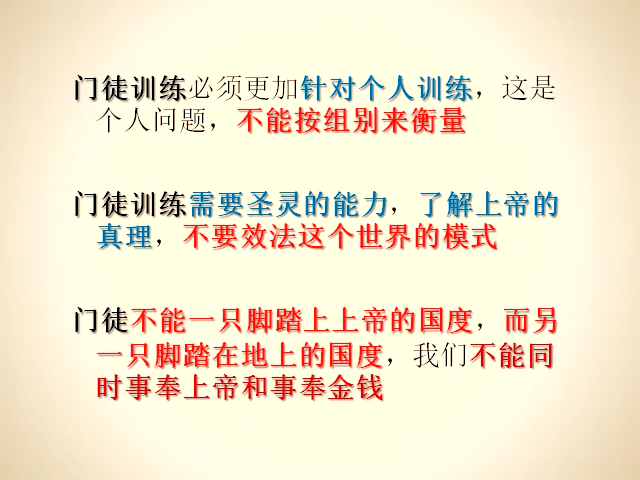 门徒训练必须更加针对个人训练，这是
个人问题，不能按组别来衡量
门徒训练需要圣灵的能力，了解上帝的
真理，不要效法这个世界的模式
门徒不能一只脚踏上上帝的国度，而另
一只脚踏在地上的国度，我们不能同
时事奉上帝和事奉金钱